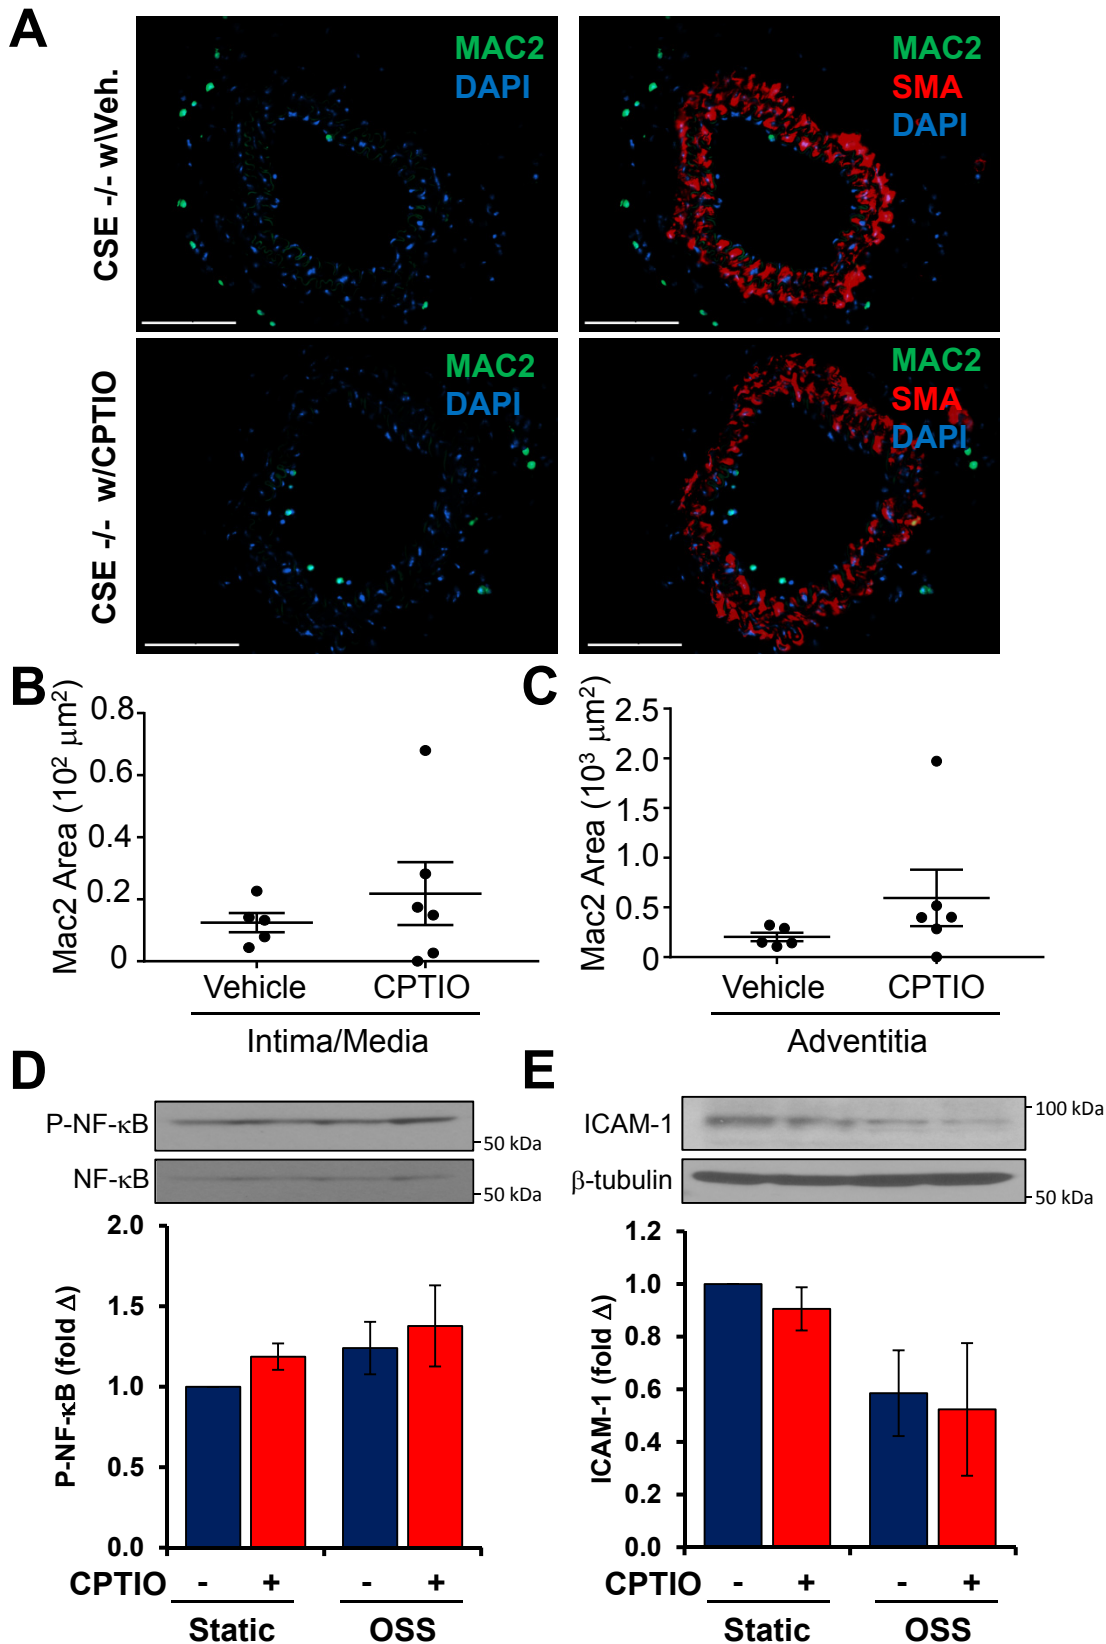 A
CSE -/- w\Veh.
MAC2
DAPI
MAC2
SMA
DAPI
CSE -/- w/CPTIO
MAC2
DAPI
MAC2
SMA
DAPI
B
Mac2 Area (10² μm²)
0.8
0.6
0.4
0.2
0
Vehicle CPTIO
Intima/Media
C
Mac2 Area (10³ μm²)
2.5
2.0
1.5
1.0
0.5
0
Vehicle CPTIO
Adventitia
D
P-NF-κB
50 kDa
NF-κB
50 kDa
P-NF-κB (fold Δ)
2.0
1.5
1.0
0.5
0.0
CPTIO - + - +
Static OSS
E
ICAM-1
100 kDa
β-tubulin
50 kDa
ICAM-1 (fold Δ)
1.2
1.0
0.8
0.6
0.4
0.2
0.0
CPTIO - + - +
Static OSS